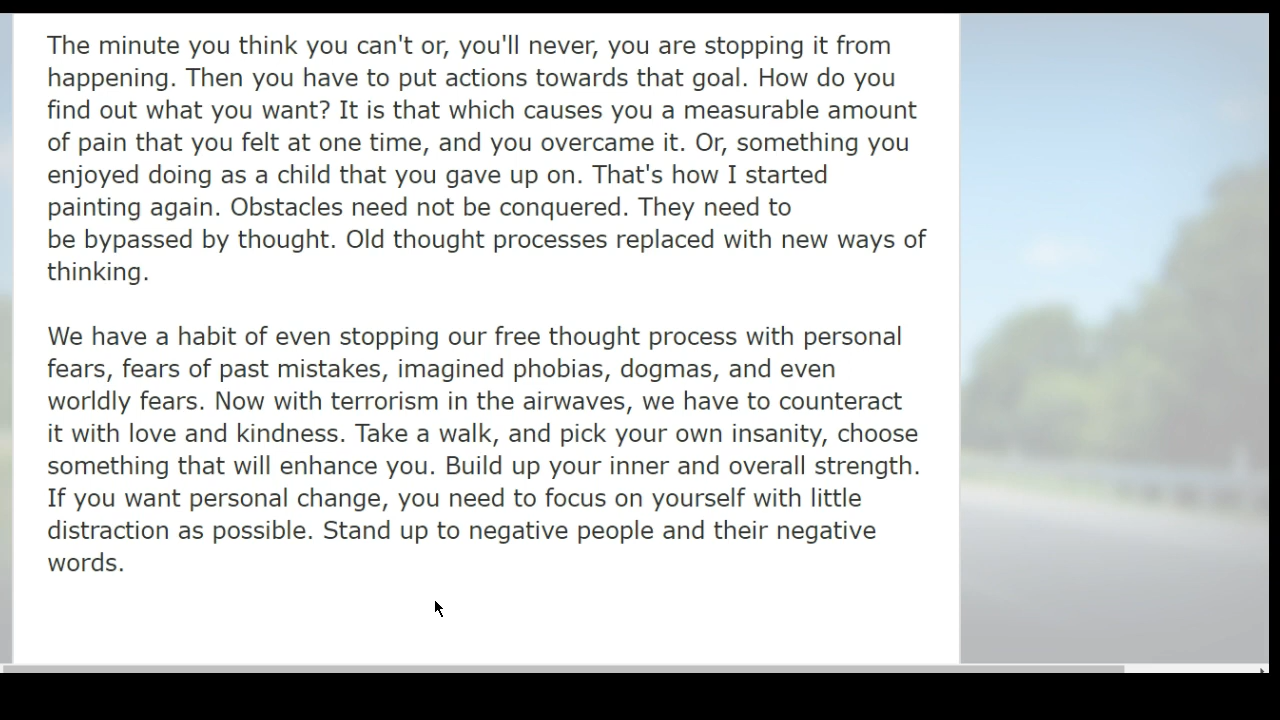 The minute you think you can't or, you'll never, you are stopping it from
happening. Then you have to put actions towards that goal. How do you
find out what you want? It is that which causes you a measurable amount
of pain that you felt at one time, and you overcame it. Or, something you
enjoyed doing as a child that you gave up on. That's how I started
painting again. Obstacles need not be conquered. They need to
be bypassed by thought. Old thought processes replaced with new ways of
thinking.
We have a habit of even stopping our free thought process with personal
fears, fears of past mistakes, imagined phobias, dogmas, and even
worldly fears. Now with terrorism in the airwaves, we have to counteract
it with love and kindness. Take a walk, and pick your own insanity, choose
something that will enhance you. Build up your inner and overall strength.
If you want personal change, you need to focus on yourself with little
distraction as possible. Stand up to negative people and their negative
words.